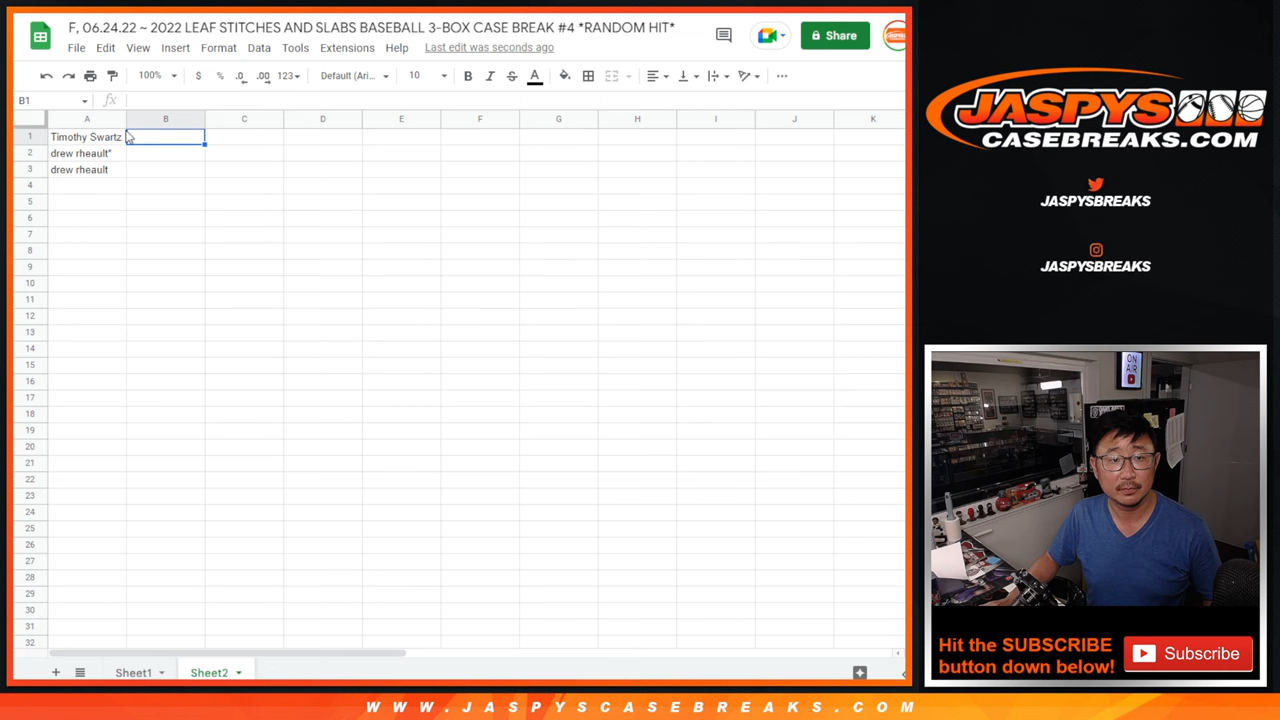 F, 06.24.22 ~ 2022 LEAF STITCHES AND SLABS BASEBALL 3-BOX CASE BREAK #4 *RANDOM HIT*
File Edit View Insert Format Data Tools Extensions Help Last edit was seconds ago
Share
100% $ % .0 .00 123 Default (Ari... 10 B I S A
B1 fx
A B C D E F G H I J K
1 Timothy Swartz
2 drew rheault*
3 drew rheault
4
5
6
7
8
9
10
11
12
13
14
15
16
17
18
19
20
21
22
23
24
25
26
27
28
29
30
31
32
Sheet1 Sheet2
JASPYS
CASEBREAKS.COM
JASPYSBREAKS
JASPYSBREAKS
ON
AIR
Hit the SUBSCRIBE
button down below!
Subscribe
WWW.JASPYSCASEBREAKS.COM